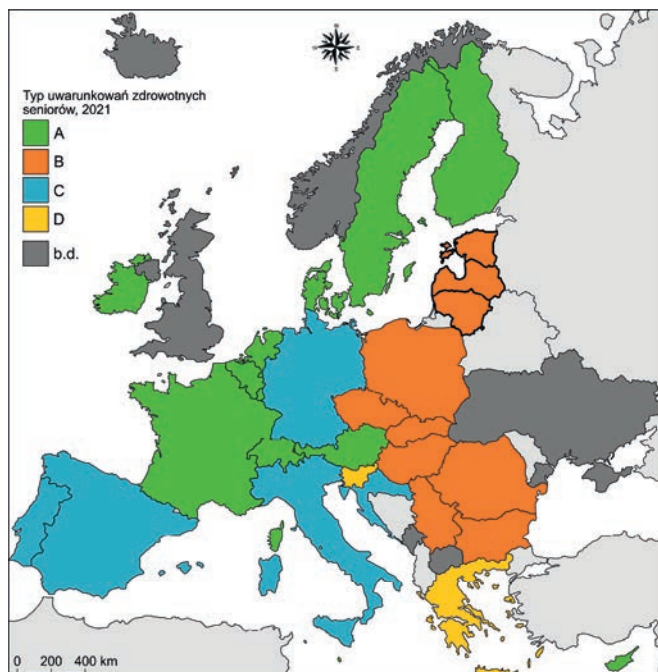 Typ uwarunkowań zdrowotnych
seniorów, 2021
A
B
C
D
b.d.
0 200 400 km